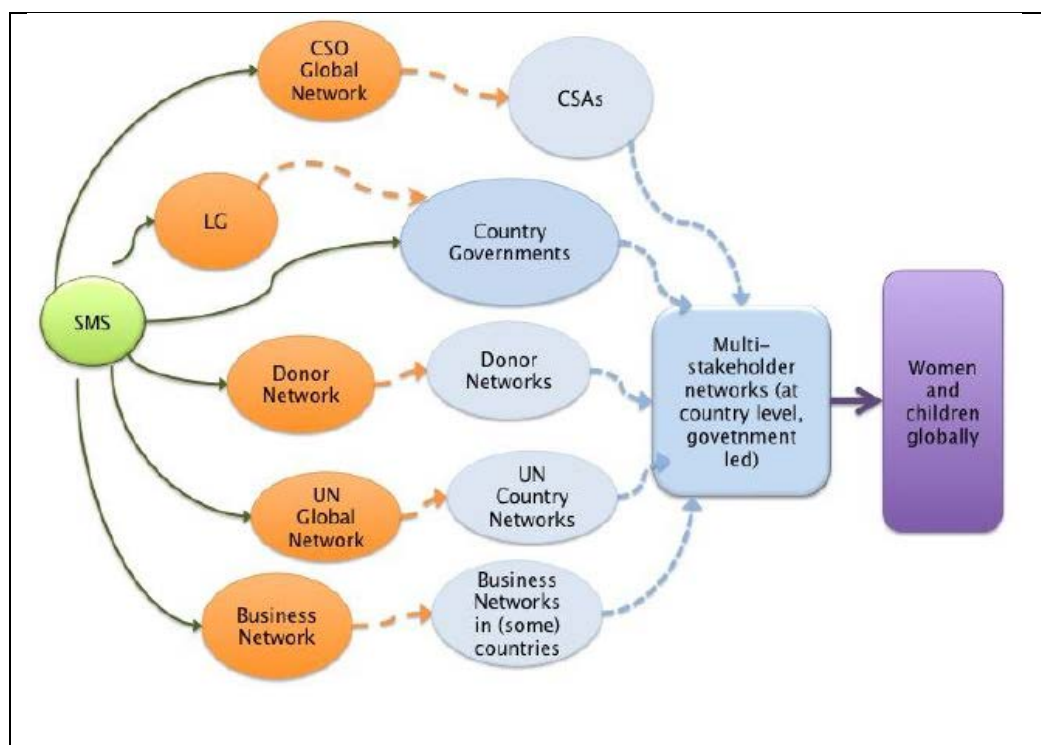 CSO
Global
Network
CSAs
LG
Country
Governments
SMS
Donor
Network
Donor
Networks
Multi-
stakeholder
networks (at
country level,
govetnment
led)
Women
and
children
globally
UN
Global
Network
UN
Country
Networks
Business
Network
Business
Networks
in (some)
countries